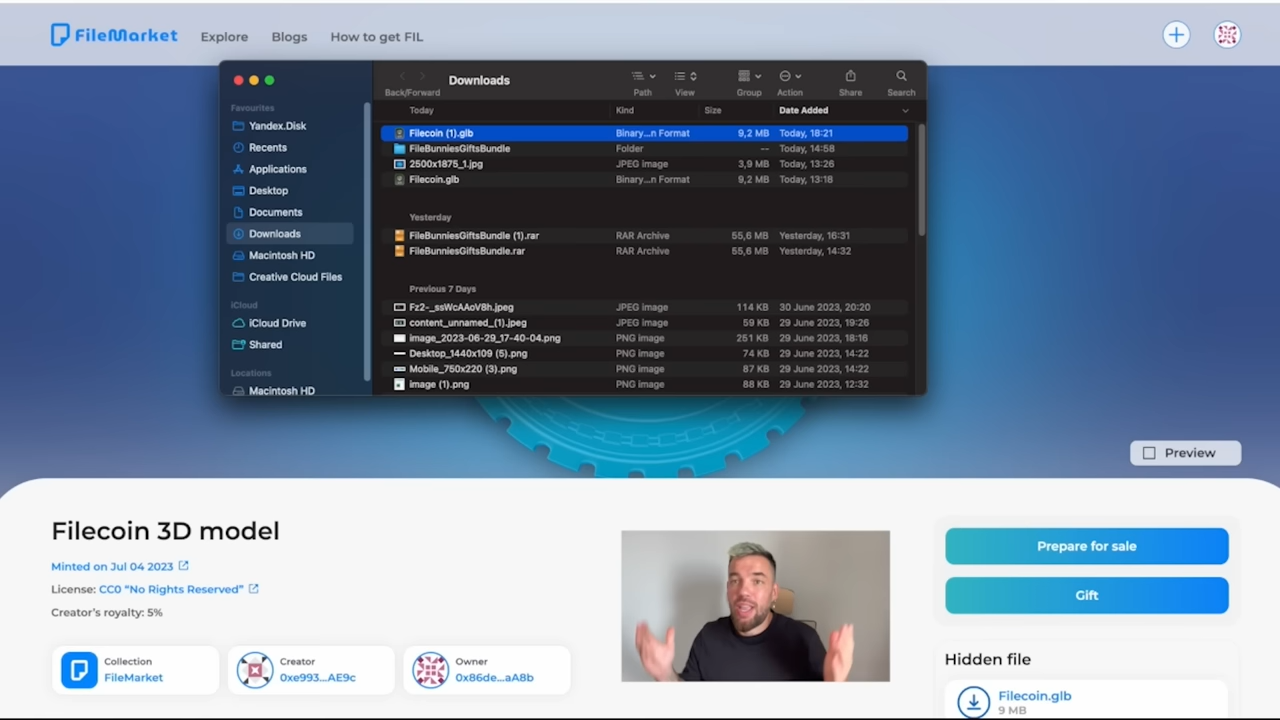 FileMarket Explore Blogs How to get FIL
Downloads
Back/Forward Path View Group Action Share Search
Favourites
Yandex.Disk
Recents
Applications
Desktop
Documents
Downloads
Macintosh HD
Creative Cloud Files
iCloud
iCloud Drive
Shared
Locations
Macintosh HD
Today Kind Size Date Added
Filecoin (1).glb Binary...n Format 9,2 MB Today, 18:21
FileBunniesGiftsBundle Folder -- Today, 14:58
2500x1875_1.jpg JPEG image 3,9 MB Today, 13:26
Filecoin.glb Binary...n Format 9,2 MB Today, 13:18
Yesterday
FileBunniesGiftsBundle (1).rar RAR Archive 55,6 MB Yesterday, 16:31
FileBunniesGiftsBundle.rar RAR Archive 55,6 MB Yesterday, 14:32
Previous 7 Days
Fz2-_ssWcAAoV8h.jpeg JPEG image 114 KB 30 June 2023, 20:20
content_unnamed_(1).jpeg JPEG image 59 KB 29 June 2023, 19:26
image_2023-06-29_17-40-04.png PNG image 251 KB 29 June 2023, 18:16
Desktop_1440x109 (5).png PNG image 74 KB 29 June 2023, 14:22
Mobile_750x220 (3).png PNG image 87 KB 29 June 2023, 14:22
image (1).png PNG image 88 KB 29 June 2023, 12:32
Preview
Filecoin 3D model
Minted on Jul 04 2023
License: CC0 “No Rights Reserved”
Creator’s royalty: 5%
Collection
FileMarket
Creator
0xe993...AE9c
Owner
0x86de...aA8b
Prepare for sale
Gift
Hidden file
Filecoin.glb
9 MB